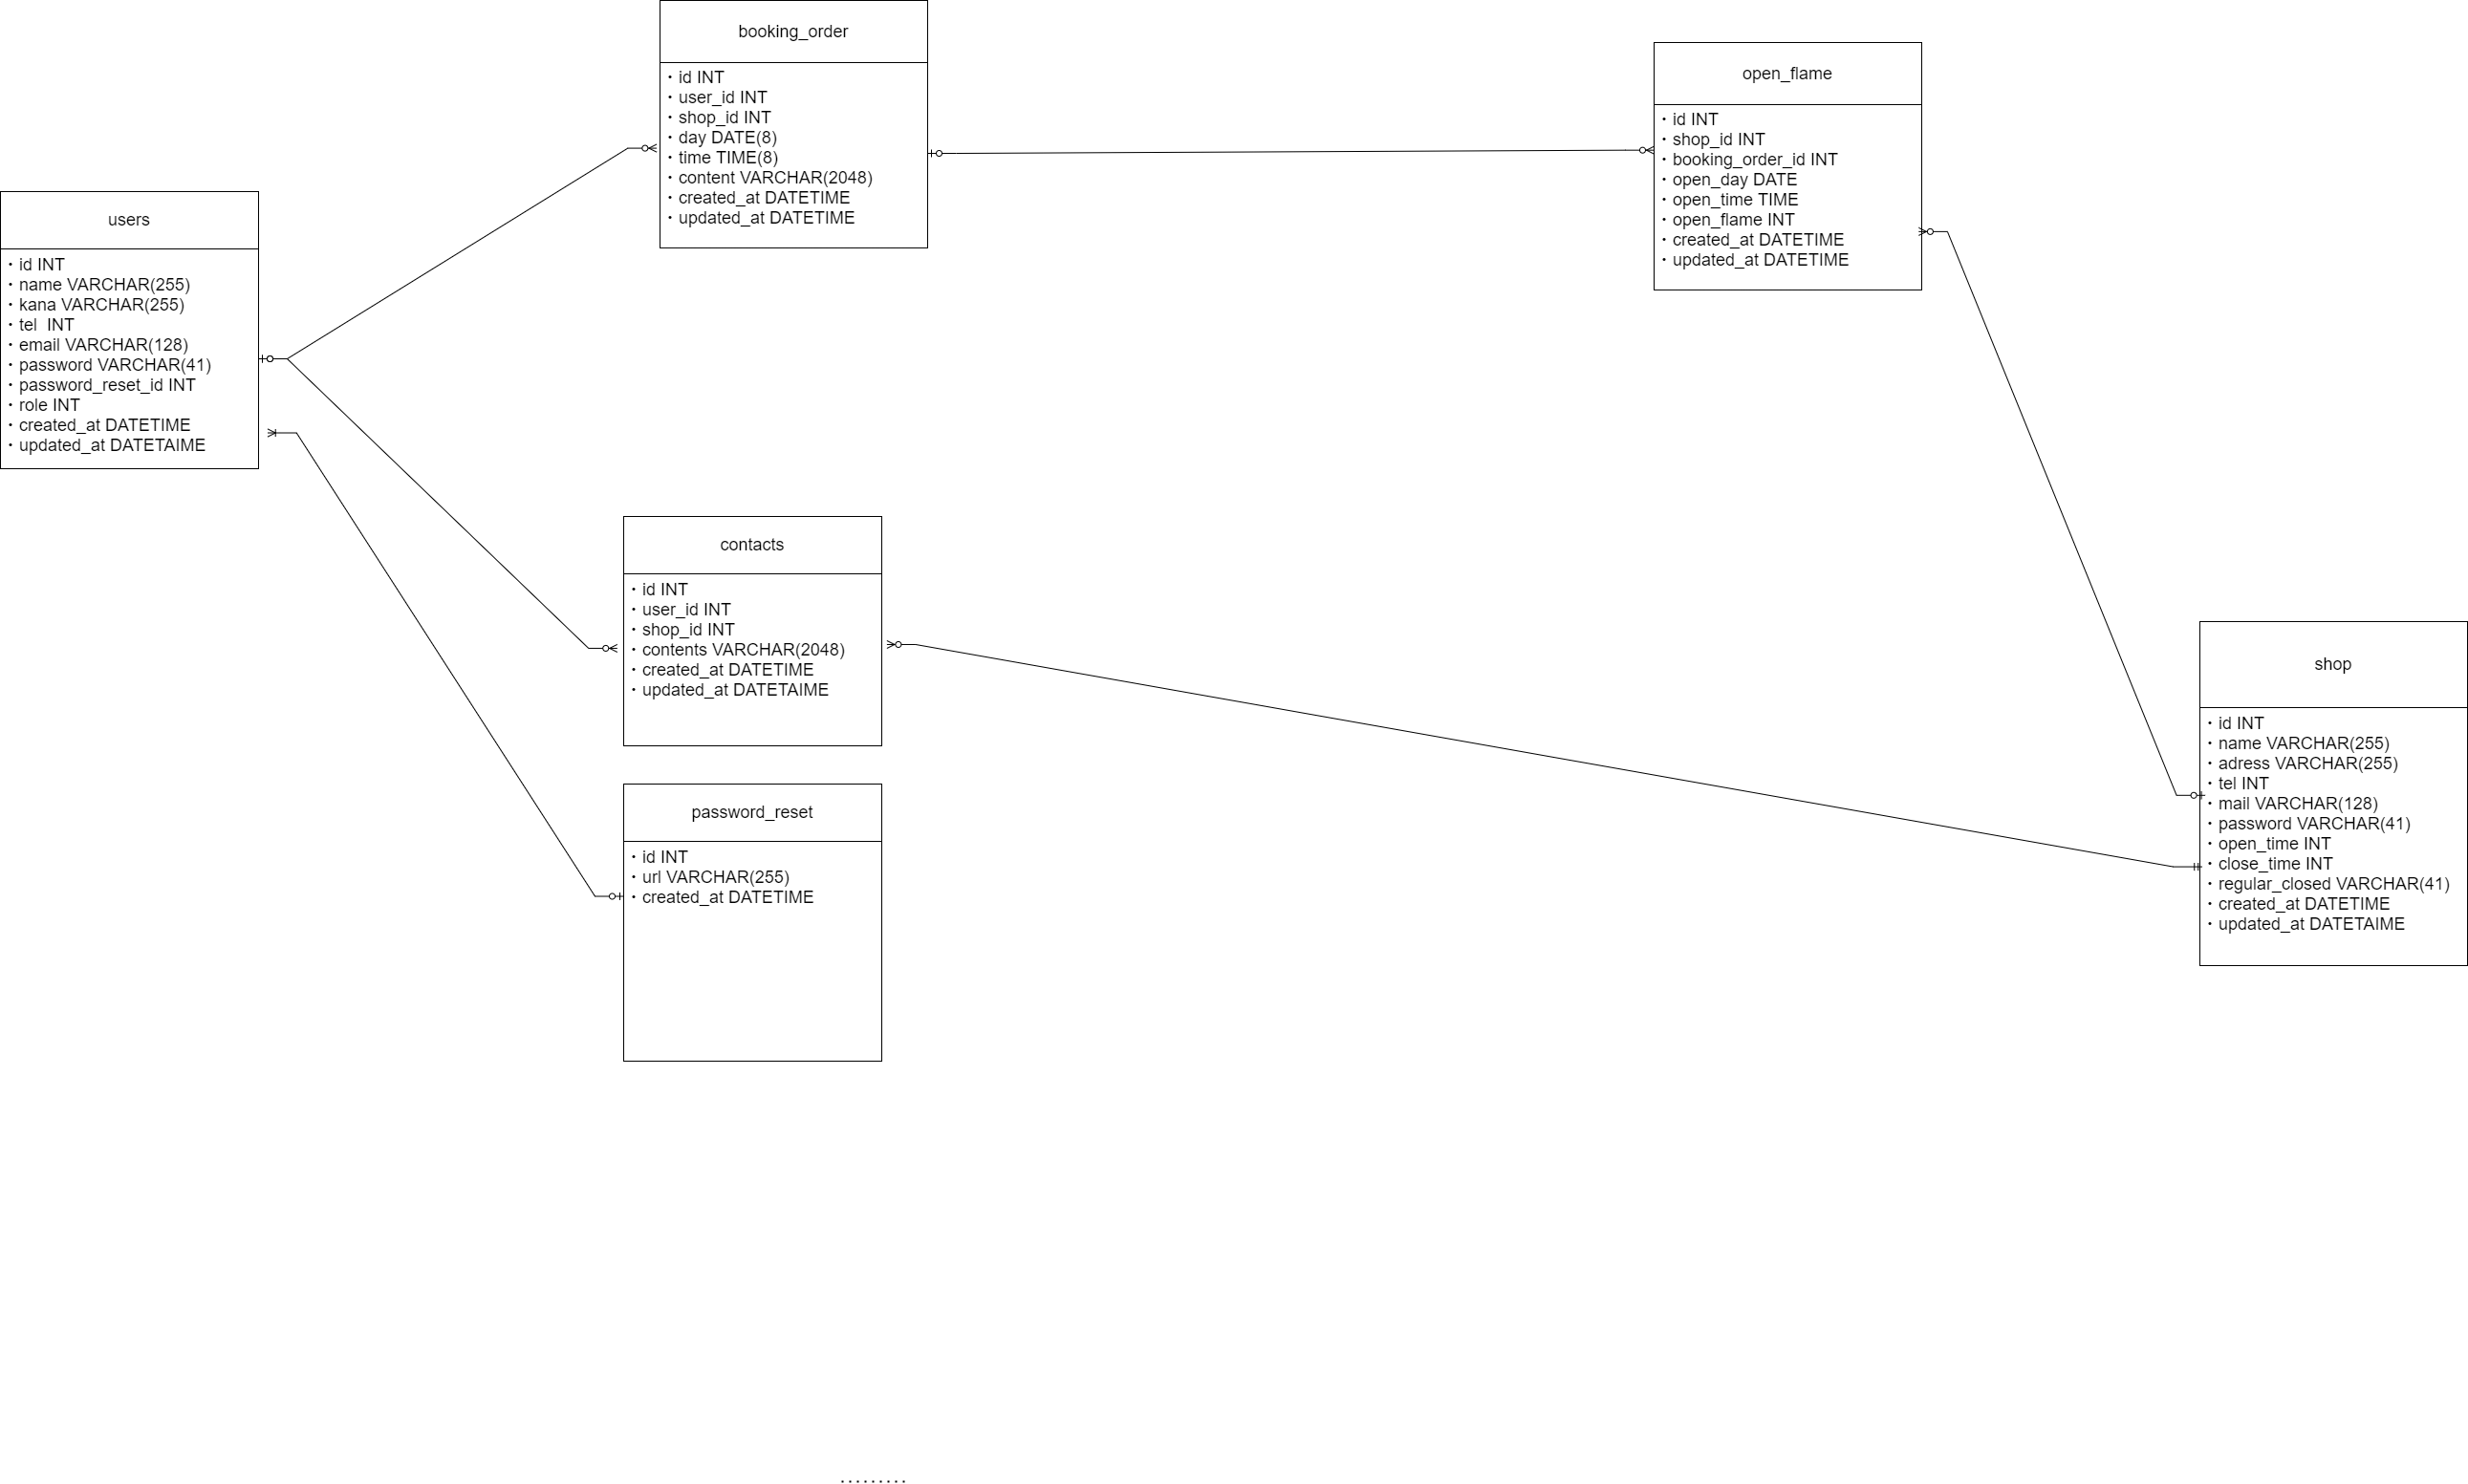 booking_order
・id INT
・user_id INT
・shop_id INT
・day DATE(8)
・time TIME(8)
・content VARCHAR(2048)
・created_at DATETIME
・updated_at DATETIME
open_flame
・id INT
・shop_id INT
・booking_order_id INT
・open_day DATE
・open_time TIME
・open_flame INT
・created_at DATETIME
・updated_at DATETIME
users
・id INT
・name VARCHAR(255)
・kana VARCHAR(255)
・tel  INT
・email VARCHAR(128)
・password VARCHAR(41)
・password_reset_id INT
・role INT
・created_at DATETIME
・updated_at DATETAIME
contacts
・id INT
・user_id INT
・shop_id INT
・contents VARCHAR(2048)
・created_at DATETIME
・updated_at DATETAIME
shop
・id INT
・name VARCHAR(255)
・adress VARCHAR(255)
・tel INT
・mail VARCHAR(128)
・password VARCHAR(41)
・open_time INT
・close_time INT
・regular_closed VARCHAR(41)
・created_at DATETIME
・updated_at DATETAIME
password_reset
・id INT
・url VARCHAR(255)
・created_at DATETIME